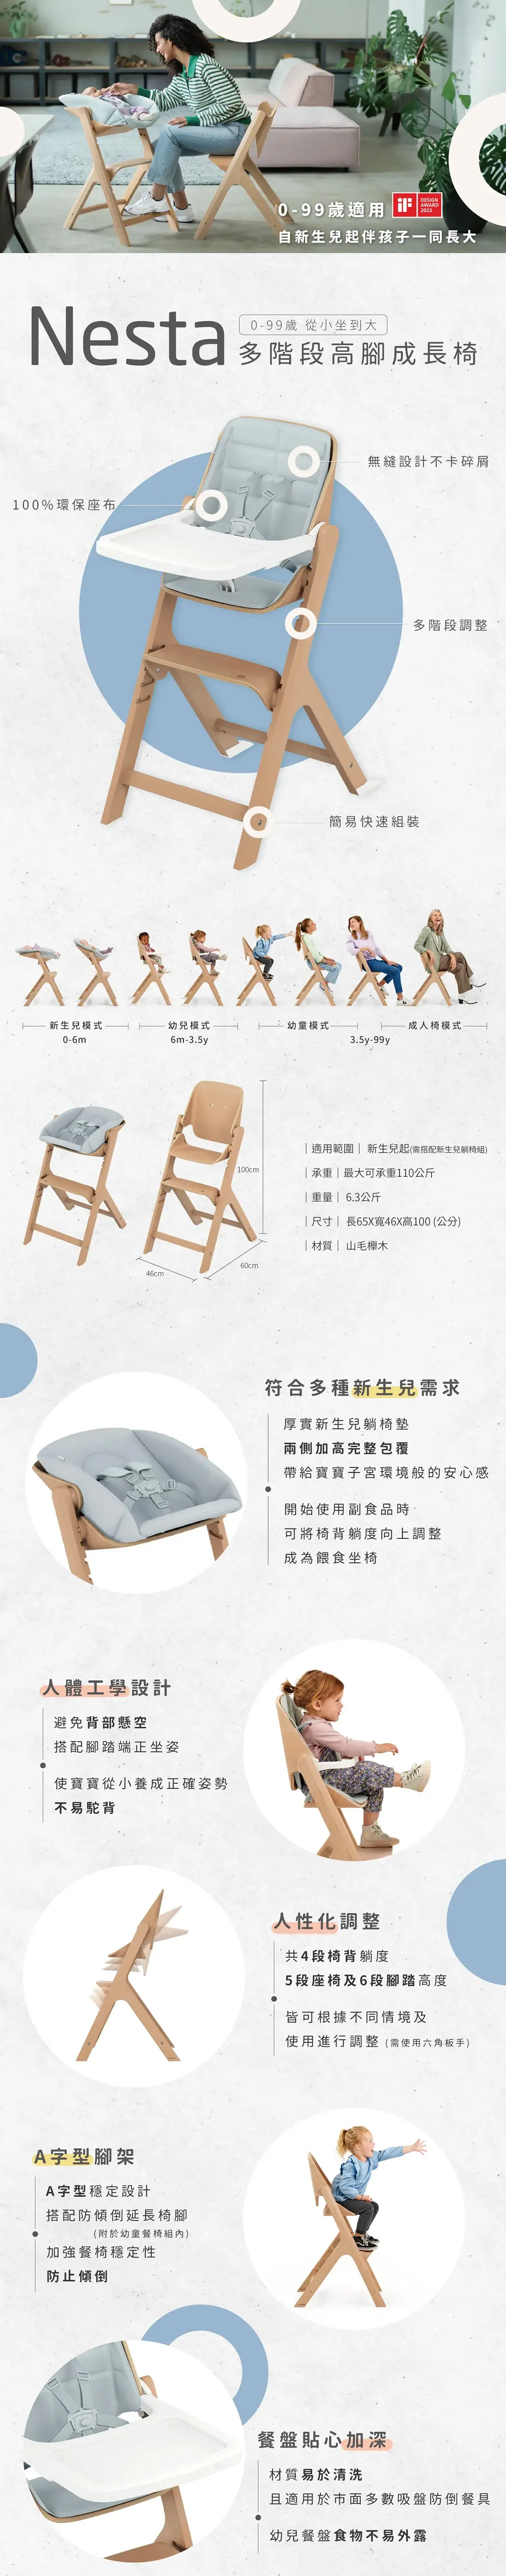 0-99歲適用
iF
DESIGN
AWARD
2023
自新生兒起伴孩子一同長大
Nesta
0-99歲 從小坐到大
多階段高腳成長椅
無縫設計不卡碎屑
100%環保座布
多階段調整
簡易快速組裝
新生兒模式
0-6m
幼兒模式
6m-3.5y
幼童模式
成人椅模式
3.5y-99y
100cm
46cm
60cm
｜適用範圍｜ 新生兒起(需搭配新生兒躺椅組)
｜承重｜最大可承重110公斤
｜重量｜ 6.3公斤
｜尺寸｜ 長65X寬46X高100 (公分)
｜材質｜ 山毛櫸木
符合多種新生兒需求
厚實新生兒躺椅墊
兩側加高完整包覆
帶給寶寶子宮環境般的安心感
開始使用副食品時
可將椅背躺度向上調整
成為餵食坐椅
人體工學設計
避免背部懸空
搭配腳踏端正坐姿
使寶寶從小養成正確姿勢
不易駝背
人性化調整
共4段椅背躺度
5段座椅及6段腳踏高度
皆可根據不同情境及
使用進行調整 (需使用六角板手)
A字型腳架
A字型穩定設計
搭配防傾倒延長椅腳
(附於幼童餐椅組內)
加強餐椅穩定性
防止傾倒
餐盤貼心加深
材質易於清洗
且適用於市面多數吸盤防倒餐具
幼兒餐盤食物不易外露